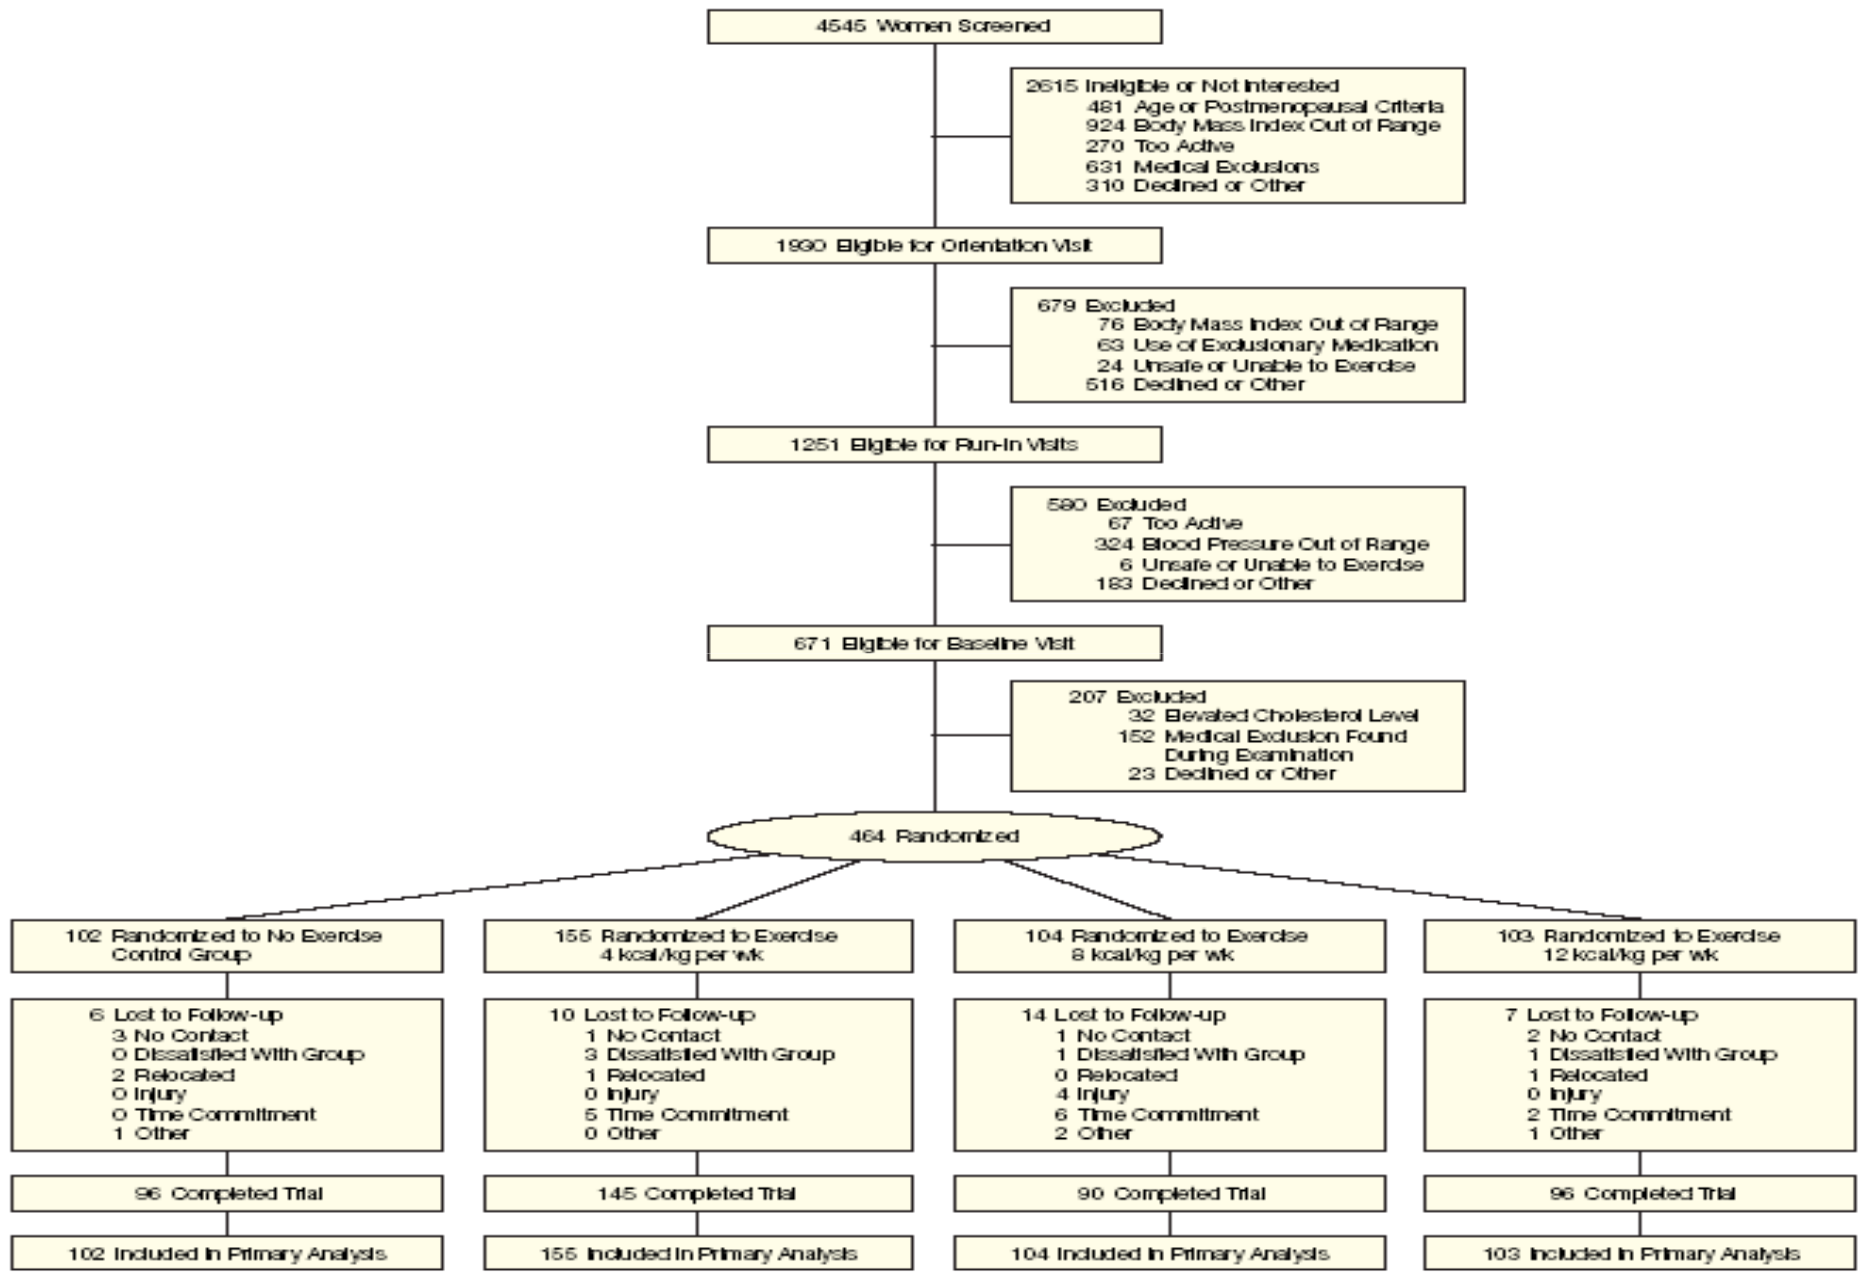 4545 Women Screened
2615 Ineligible or Not Interested
481 Age or Postmenopausal Criteria
924 Body Mass Index Out of Range
270 Too Active
631 Medical Exclusions
310 Declined or Other
1930 Eligible for Orientation Visit
679 Excluded
76 Body Mass Index Out of Range
63 Use of Exclusionary Medication
24 Unsafe or Unable to Exercise
516 Declined or Other
1251 Eligible for Run-In Visits
580 Excluded
67 Too Active
324 Blood Pressure Out of Range
6 Unsafe or Unable to Exercise
183 Declined or Other
671 Eligible for Baseline Visit
207 Excluded
32 Elevated Cholesterol Level
152 Medical Exclusion Found
During Examination
23 Declined or Other
464 Randomized
102 Randomized to No Exercise
Control Group
6 Lost to Follow-up
3 No Contact
0 Dissatisfied With Group
2 Relocated
0 Injury
0 Time Commitment
1 Other
96 Completed Trial
102 Included in Primary Analysis
155 Randomized to Exercise
4 kcal/kg per wk
10 Lost to Follow-up
1 No Contact
3 Dissatisfied With Group
1 Relocated
0 Injury
5 Time Commitment
0 Other
145 Completed Trial
155 Included in Primary Analysis
104 Randomized to Exercise
8 kcal/kg per wk
14 Lost to Follow-up
1 No Contact
1 Dissatisfied With Group
0 Relocated
4 Injury
6 Time Commitment
2 Other
90 Completed Trial
104 Included in Primary Analysis
103 Randomized to Exercise
12 kcal/kg per wk
7 Lost to Follow-up
2 No Contact
1 Dissatisfied With Group
1 Relocated
0 Injury
2 Time Commitment
1 Other
96 Completed Trial
103 Included in Primary Analysis